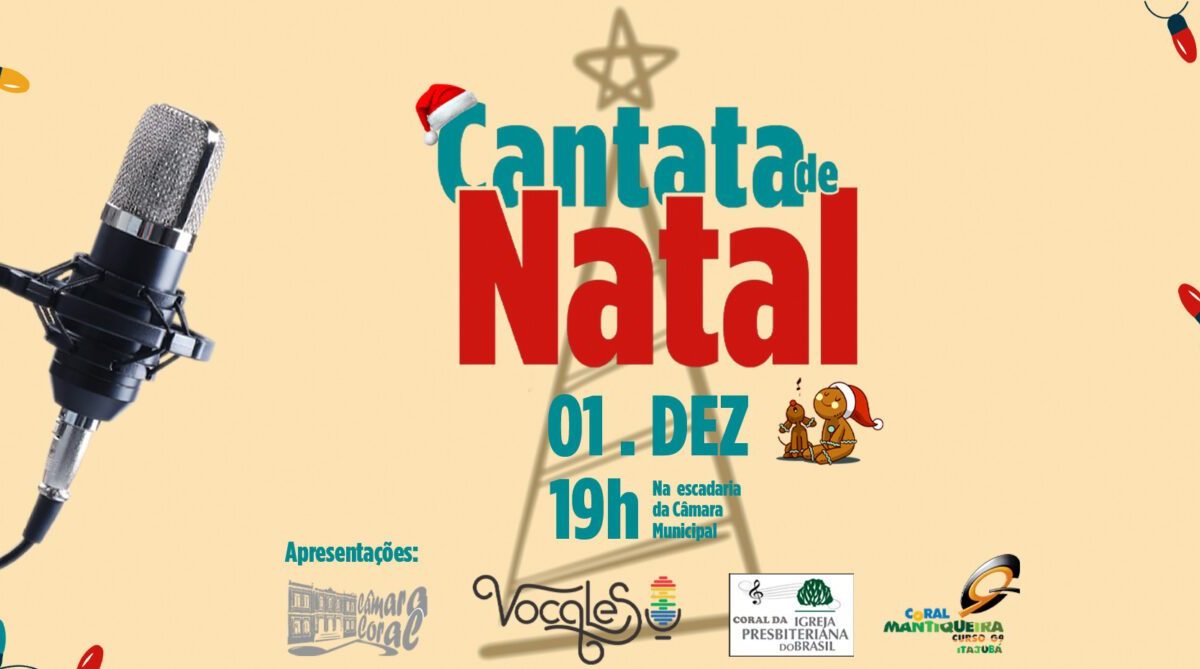 Cantata de
Natal
01 . DEZ
19h
Na escadaria
da Câmara
Municipal
Apresentações:
Câmara
Coral
Vocales
CORAL DA IGREJA
PRESBITERIANA
DO BRASIL
CORAL
MANTIQUEIRA
CURSO G9
ITAJUBÁ